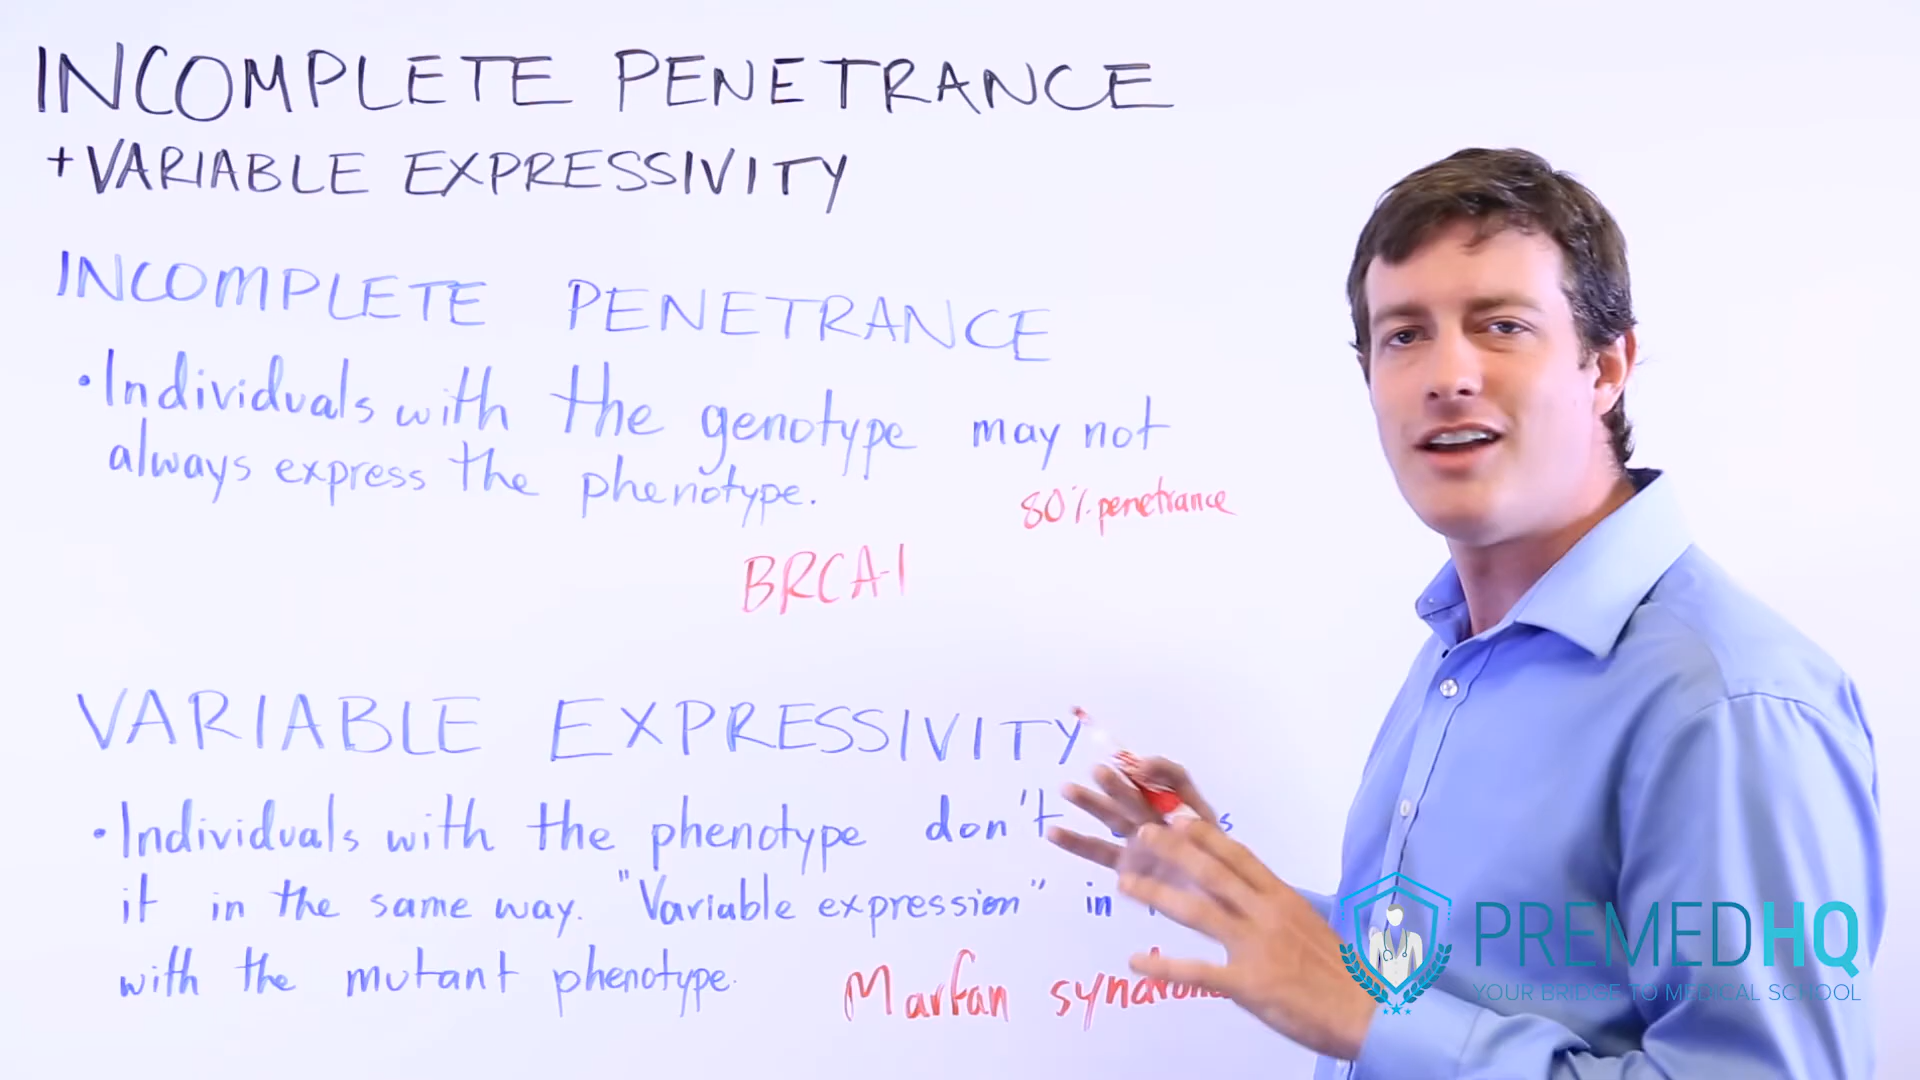 INCOMPLETE PENETRANCE
+ VARIABLE EXPRESSIVITY
INCOMPLETE PENETRANCE
• Individuals with the genotype may not
always express the phenotype.
80% penetrance
BRCA-1
VARIABLE EXPRESSIVITY
• Individuals with the phenotype don't
it in the same way. "Variable expression" in
with the mutant phenotype.
Marfan syndrome
PREMEDHQ
YOUR BRIDGE TO MEDICAL SCHOOL